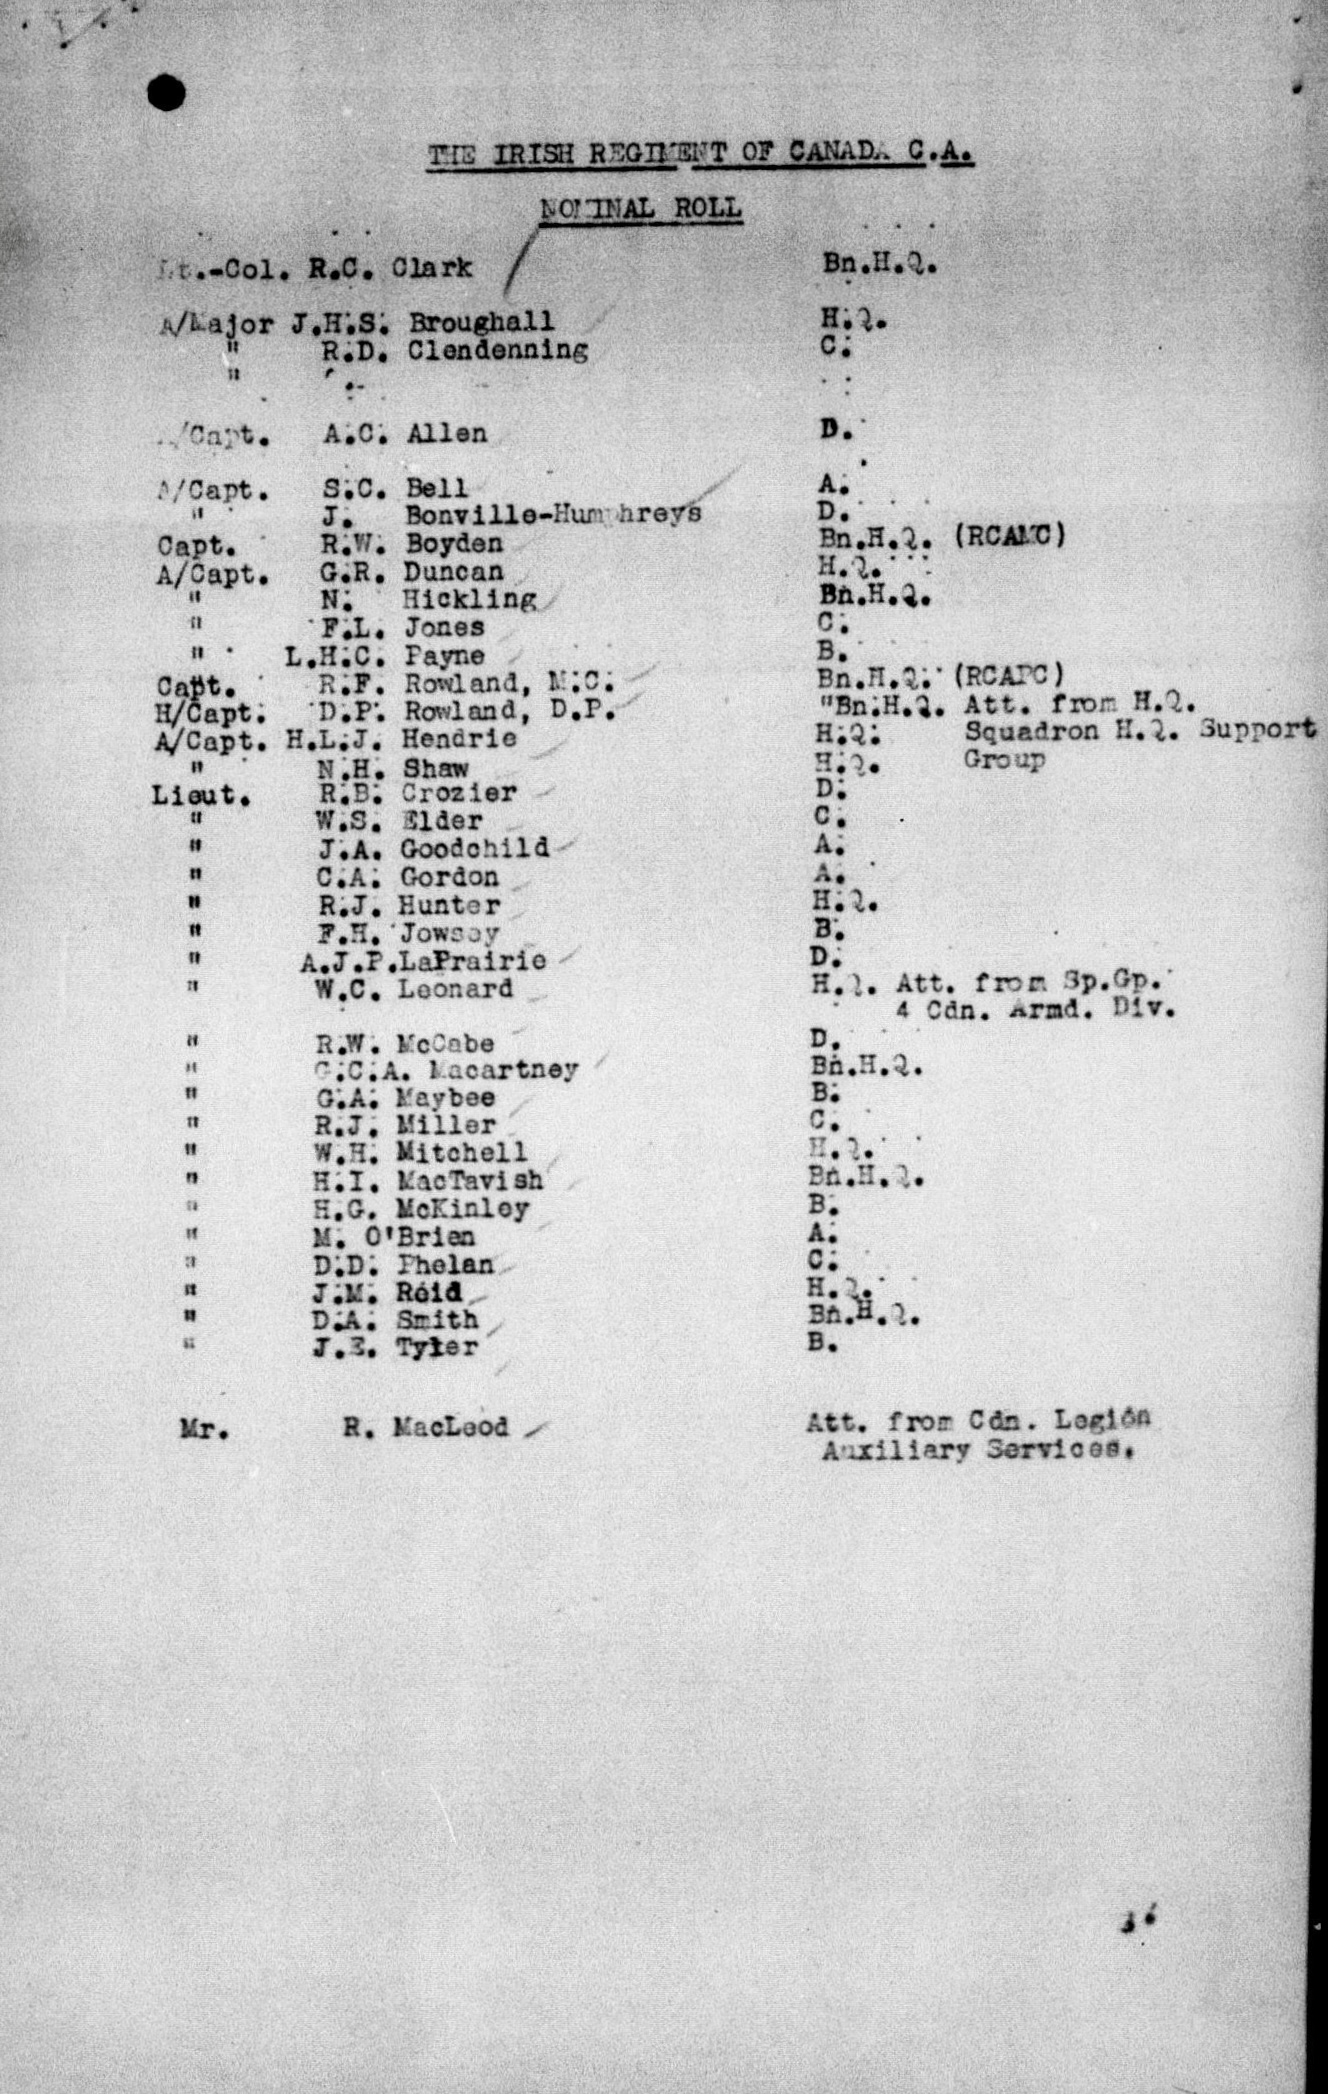 THE IRISH REGIMENT OF CANADA C.A.
NOMINAL ROLL
Lt.-Col. R.C. Clark Bn.H.Q.
A/Major J.H.S. Broughall H.Q.
" R.D. Clendenning C.
"
A/Capt. A.C. Allen D.
A/Capt. S.C. Bell A.
" J. Bonville-Humphreys D.
Capt. R.W. Boyden Bn.H.Q. (RCAMC)
A/Capt. G.R. Duncan H.Q.
" N. Hickling Bn.H.Q.
" F.L. Jones C.
" L.H.C. Payne B.
Capt. R.F. Rowland, M.C. Bn.H.Q. (RCAPC)
H/Capt. D.P. Rowland, D.P. "Bn.H.Q. Att. from H.Q.
A/Capt. H.L.J. Hendrie H.Q. Squadron H.Q. Support
" N.H. Shaw H.Q. Group
Lieut. R.B. Crozier D.
" W.S. Elder C.
" J.A. Goodchild A.
" C.A. Gordon A.
" R.J. Hunter H.Q.
" F.H. Jowsey B.
" A.J.P.LaPrairie D.
" W.C. Leonard H.Q. Att. from Sp.Gp.
4 Cdn. Armd. Div.
" R.W. McCabe D.
" G.C.A. Macartney Bn.H.Q.
" G.A. Maybee B.
" R.J. Miller C.
" W.H. Mitchell H.Q.
" H.I. MacTavish Bn.H.Q.
" H.G. McKinley B.
" M. O'Brien A.
" D.D. Phelan C.
" J.M. Reid H.Q.
" D.A. Smith Bn.H.Q.
" J.E. Tyler B.
Mr. R. MacLeod Att. from Cdn. Legion
Auxiliary Services.